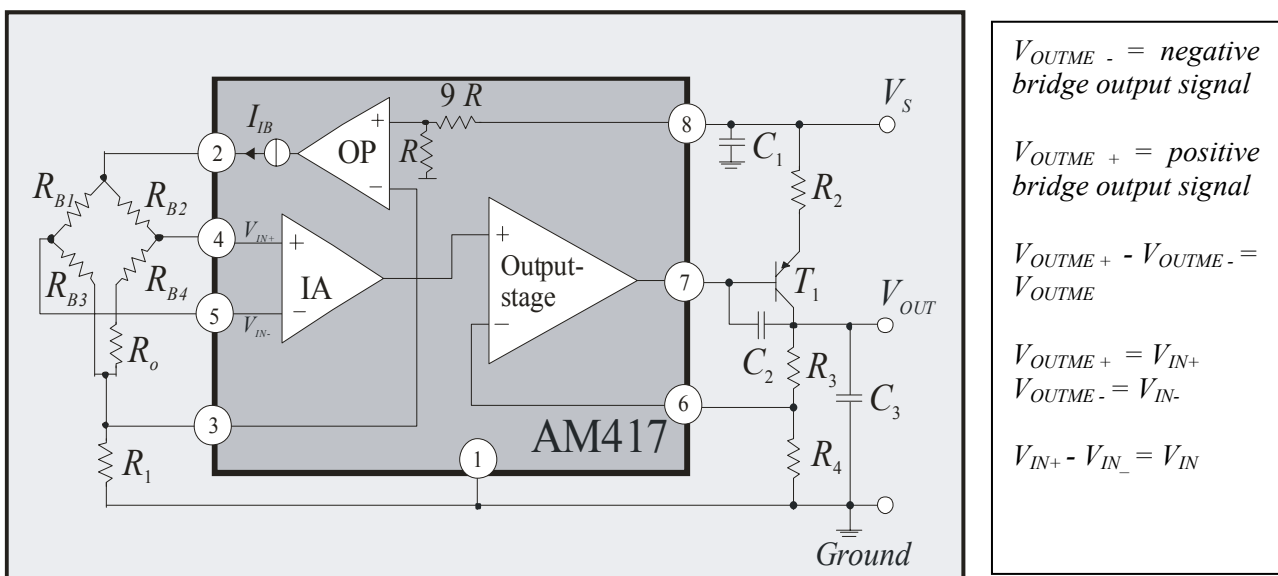 9 R
V_S
I_IB
8
2
OP
+
−
R
C_1
R_2
R_B1
R_B2
4
V_IN+
+
+
Output-
stage
7
T_1
R_B3
R_B4
IA
V_OUT
5
V_IN-
−
−
R_o
C_2
R_3
6
C_3
3
AM417
R_1
1
R_4
Ground
V_OUTME - = negative
bridge output signal
V_OUTME + = positive
bridge output signal
V_OUTME + - V_OUTME - =
V_OUTME
V_OUTME + = V_IN+
V_OUTME - = V_IN-
V_IN+ - V_IN_ = V_IN